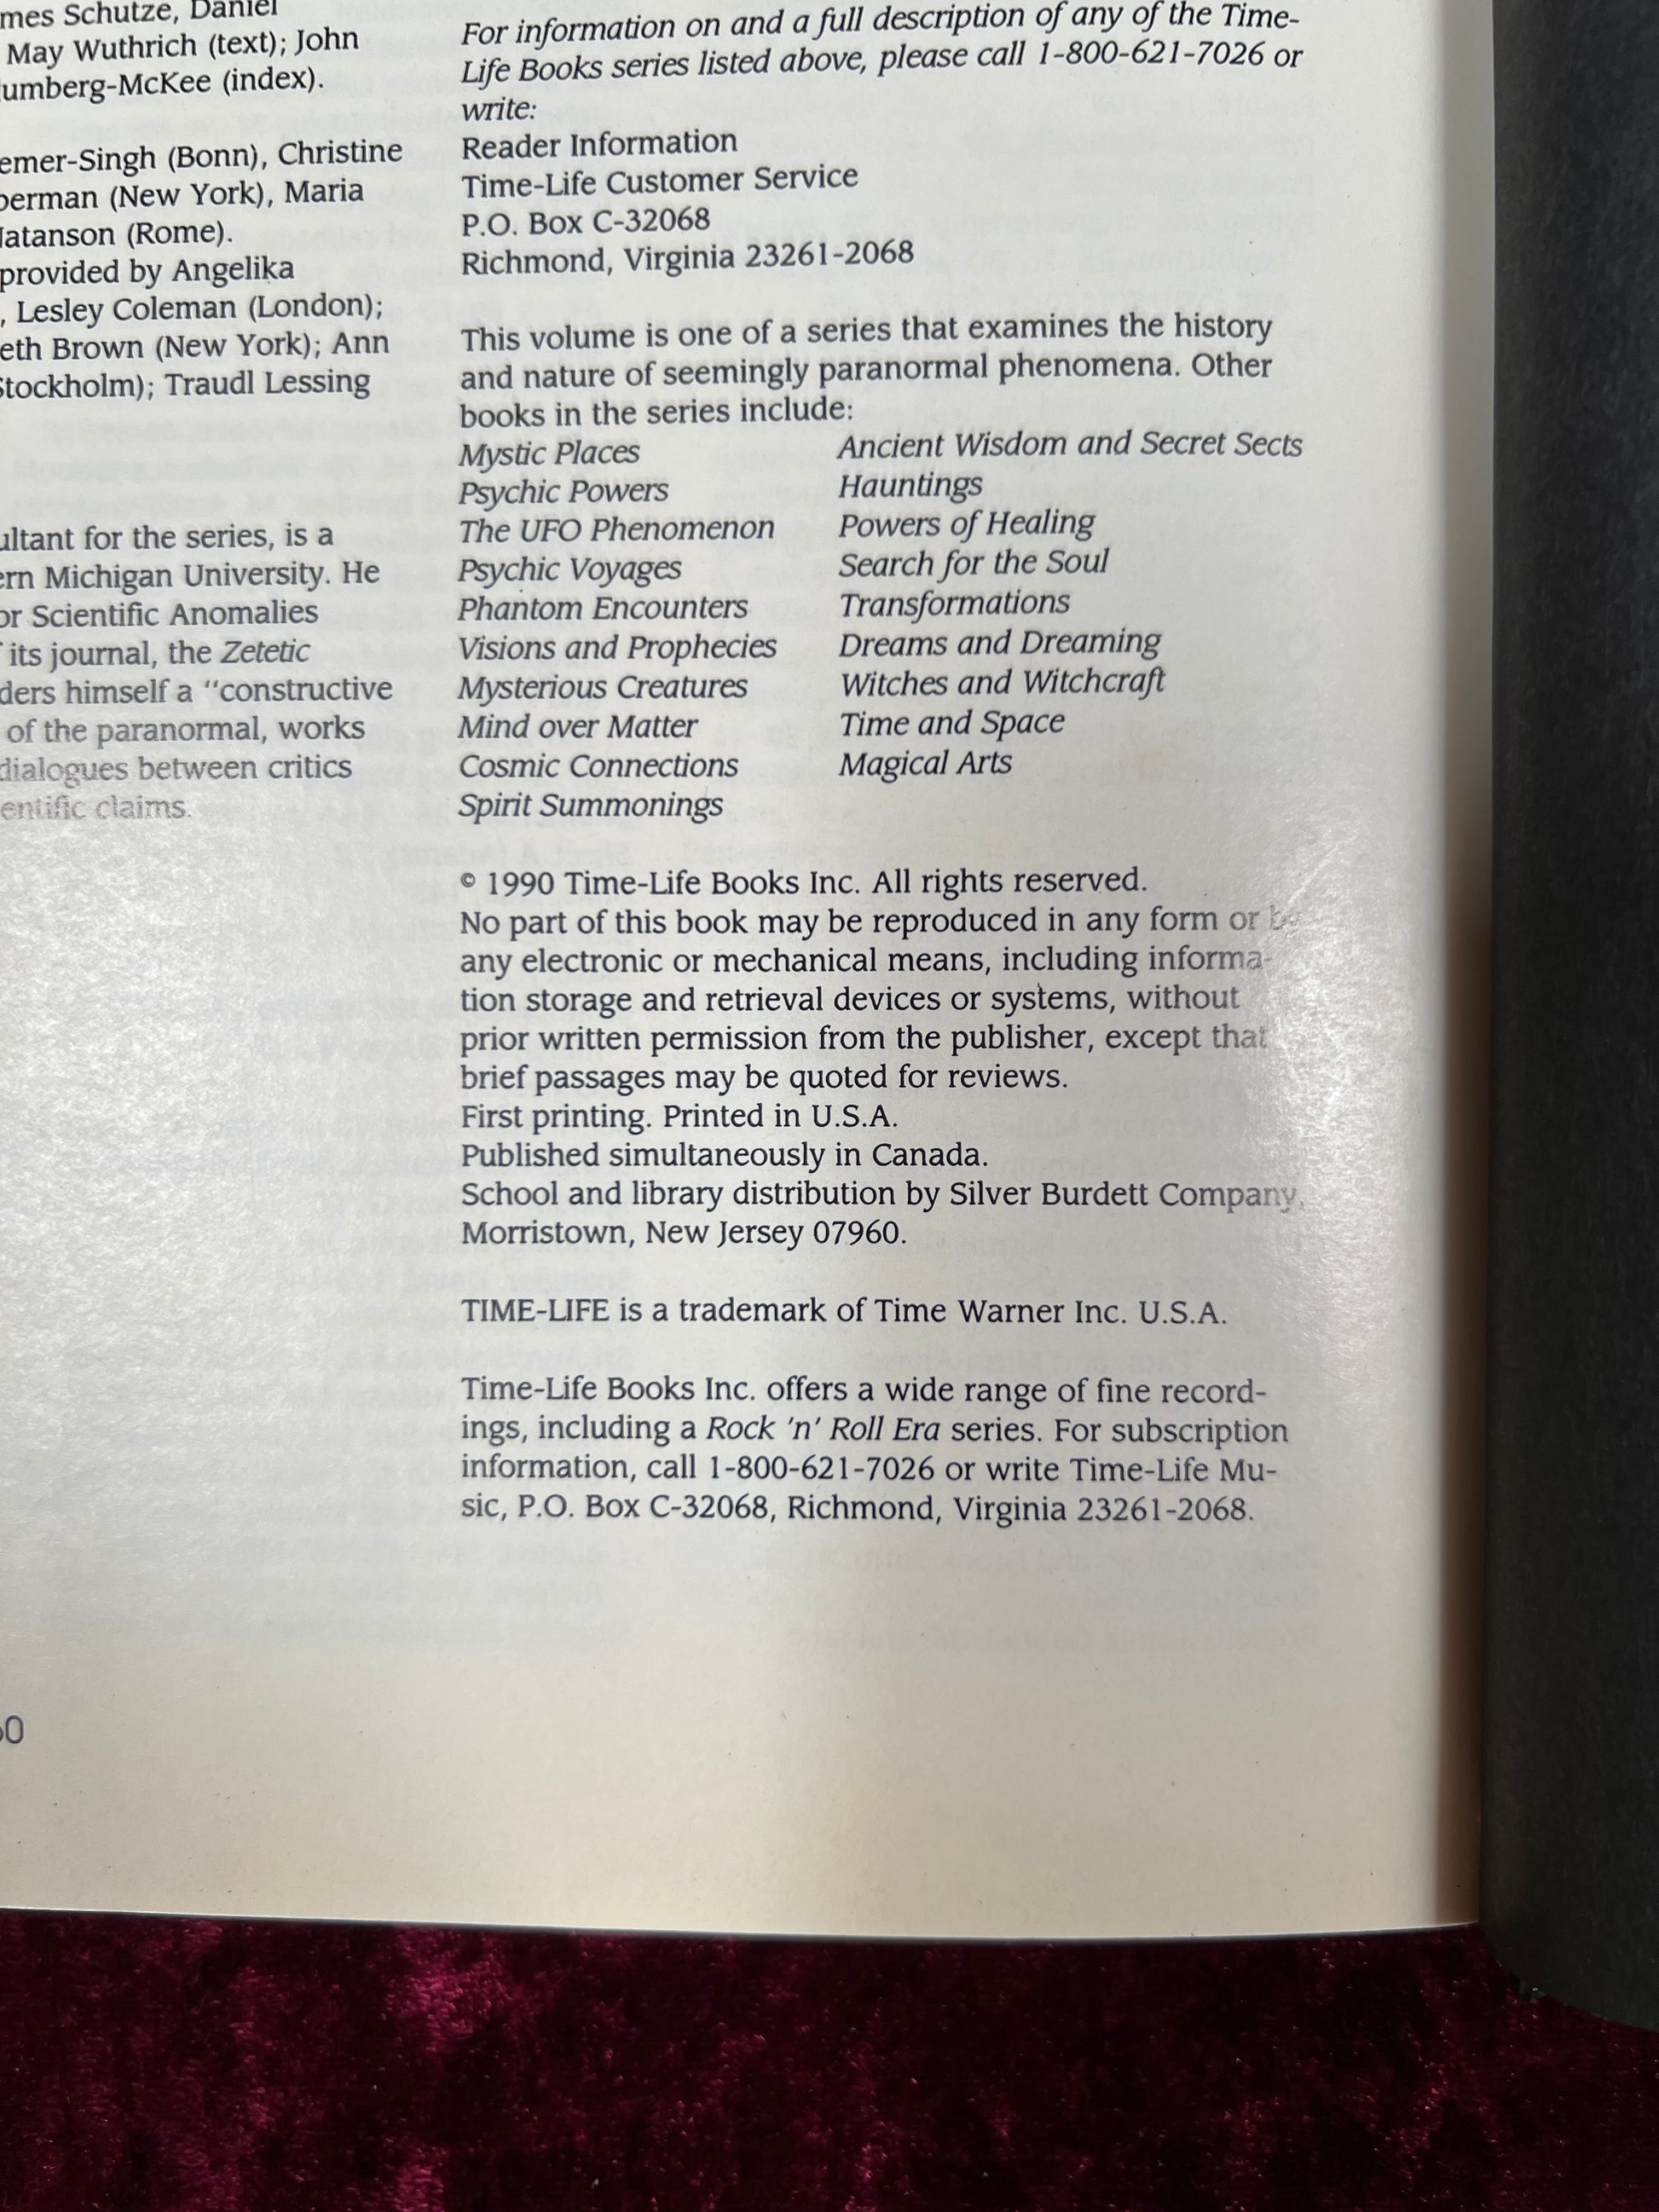 mes Schutze, Daniel
May Wuthrich (text); John
umberg-McKee (index).
emer-Singh (Bonn), Christine
berman (New York), Maria
Natanson (Rome).
provided by Angelika
, Lesley Coleman (London);
eth Brown (New York); Ann
Stockholm); Traudl Lessing
ultant for the series, is a
ern Michigan University. He
or Scientific Anomalies
its journal, the Zetetic
ders himself a “constructive
of the paranormal, works
dialogues between critics
entific claims.
60
For information on and a full description of any of the Time-
Life Books series listed above, please call 1-800-621-7026 or
write:
Reader Information
Time-Life Customer Service
P.O. Box C-32068
Richmond, Virginia 23261-2068
This volume is one of a series that examines the history
and nature of seemingly paranormal phenomena. Other
books in the series include:
Mystic Places
Psychic Powers
The UFO Phenomenon
Psychic Voyages
Phantom Encounters
Visions and Prophecies
Mysterious Creatures
Mind over Matter
Cosmic Connections
Spirit Summonings
Ancient Wisdom and Secret Sects
Hauntings
Powers of Healing
Search for the Soul
Transformations
Dreams and Dreaming
Witches and Witchcraft
Time and Space
Magical Arts
© 1990 Time-Life Books Inc. All rights reserved.
No part of this book may be reproduced in any form or by
any electronic or mechanical means, including informa-
tion storage and retrieval devices or systems, without
prior written permission from the publisher, except that
brief passages may be quoted for reviews.
First printing. Printed in U.S.A.
Published simultaneously in Canada.
School and library distribution by Silver Burdett Company,
Morristown, New Jersey 07960.
TIME-LIFE is a trademark of Time Warner Inc. U.S.A.
Time-Life Books Inc. offers a wide range of fine record-
ings, including a Rock ’n’ Roll Era series. For subscription
information, call 1-800-621-7026 or write Time-Life Mu-
sic, P.O. Box C-32068, Richmond, Virginia 23261-2068.